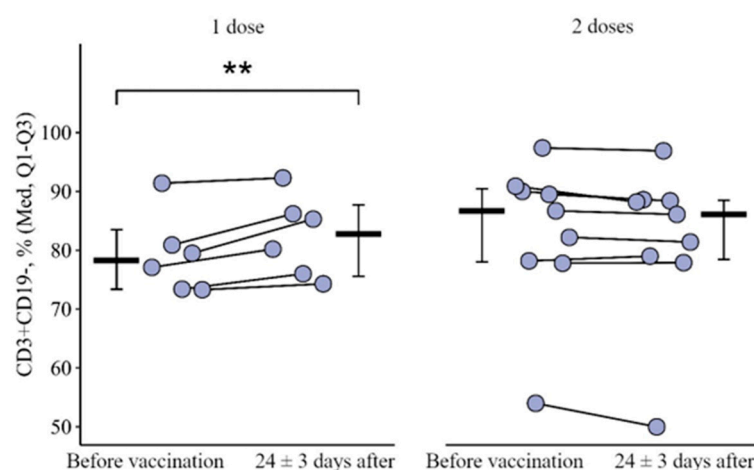 1 dose
2 doses
**
CD3+CD19-, % (Med, Q1-Q3)
100
90
80
70
60
50
Before vaccination
24 ± 3 days after
Before vaccination
24 ± 3 days after